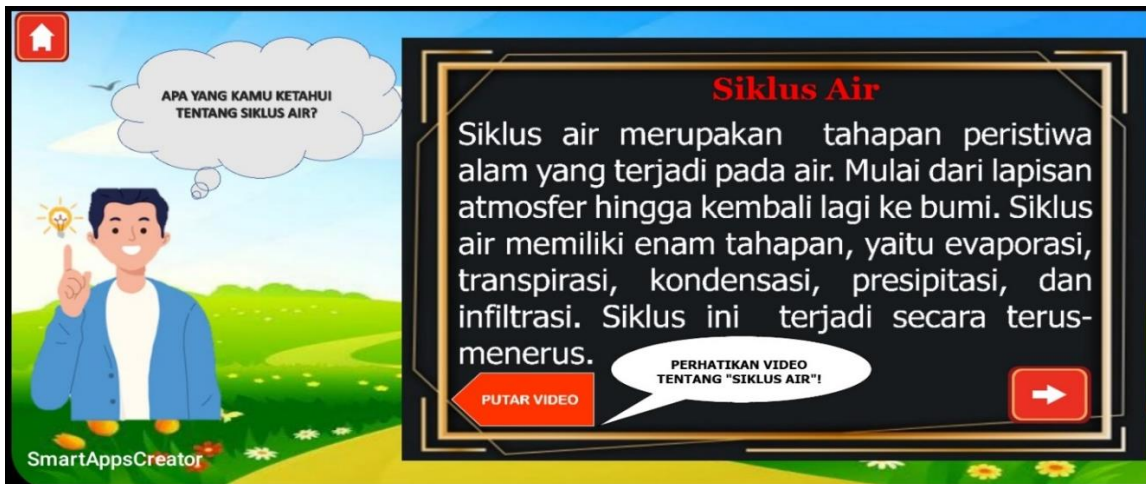 APA YANG KAMU KETAHUI
TENTANG SIKLUS AIR?
Siklus Air
Siklus air merupakan tahapan peristiwa
alam yang terjadi pada air. Mulai dari lapisan
atmosfer hingga kembali lagi ke bumi. Siklus
air memiliki enam tahapan, yaitu evaporasi,
transpirasi, kondensasi, presipitasi, dan
infiltrasi. Siklus ini terjadi secara terus-
menerus.
PERHATIKAN VIDEO
TENTANG "SIKLUS AIR"!
PUTAR VIDEO
SmartAppsCreator